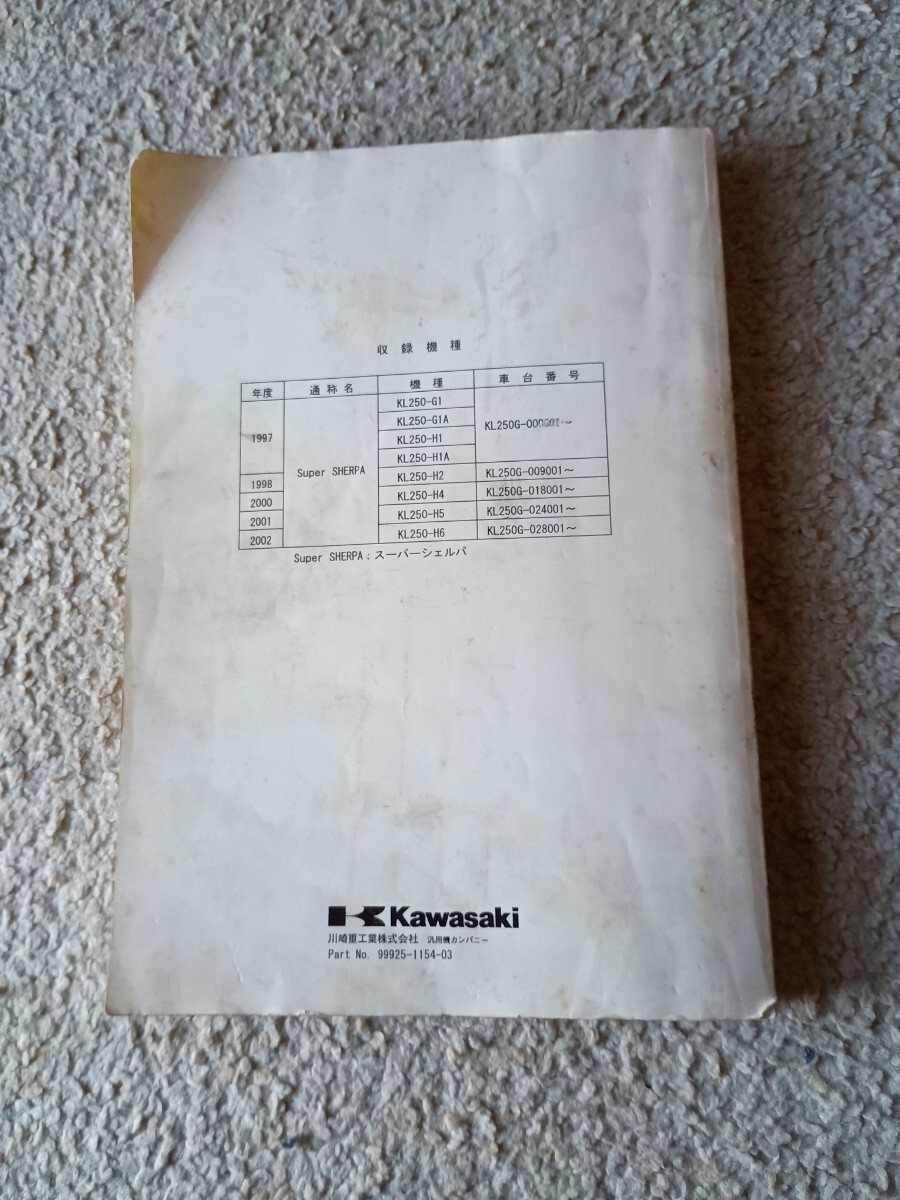 収録機種
年度 通称名 機種 車台番号
1997 Super SHERPA KL250-G1 KL250G-000001～
KL250-G1A
KL250-H1
KL250-H1A
1998 KL250-H2 KL250G-009001～
2000 KL250-H4 KL250G-018001～
2001 KL250-H5 KL250G-024001～
2002 KL250-H6 KL250G-028001～
Super SHERPA：スーパーシェルパ
Kawasaki
川崎重工業株式会社 汎用機カンパニー
Part No. 99925-1154-03